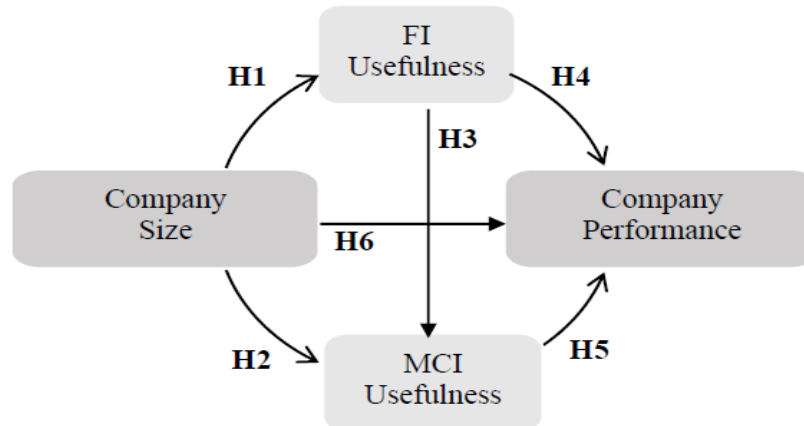 FI
Usefulness
H1
H4
H3
Company
Size
Company
Performance
H6
H2
MCI
Usefulness
H5